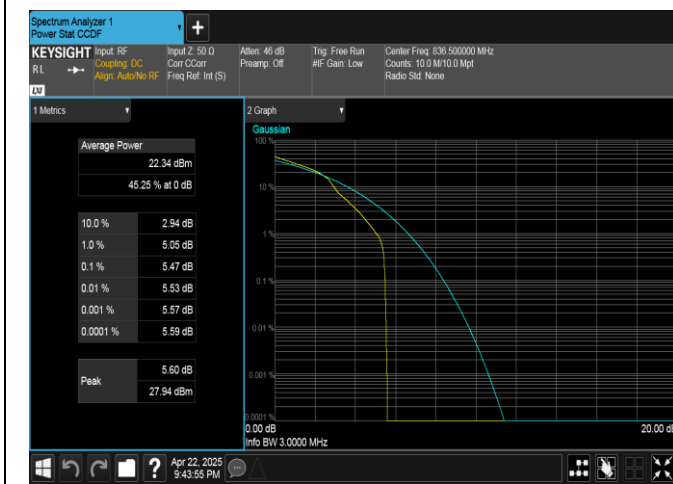 Spectrum Analyzer 1
Power Stat CCDF
+
KEYSIGHT
RL
LXI
Input: RF
Coupling: DC
Align: Auto/No RF
Input Z: 50 Ω
Corr CCorr
Freq Ref: Int (S)
Atten: 46 dB
Preamp: Off
Trig: Free Run
#IF Gain: Low
Center Freq: 836.500000 MHz
Counts: 10.0 M/10.0 Mpt
Radio Std: None
1 Metrics
Average Power
22.34 dBm
45.25 % at 0 dB
10.0 % 2.94 dB
1.0 % 5.05 dB
0.1 % 5.47 dB
0.01 % 5.53 dB
0.001 % 5.57 dB
0.0001 % 5.59 dB
Peak
5.60 dB
27.94 dBm
2 Graph
Gaussian
100 %
10 %
1 %
0.1 %
0.01 %
0.001 %
0.0001 %
0.00 dB
20.00 dB
Info BW 3.0000 MHz
?
Apr 22, 2025
9:43:55 PM